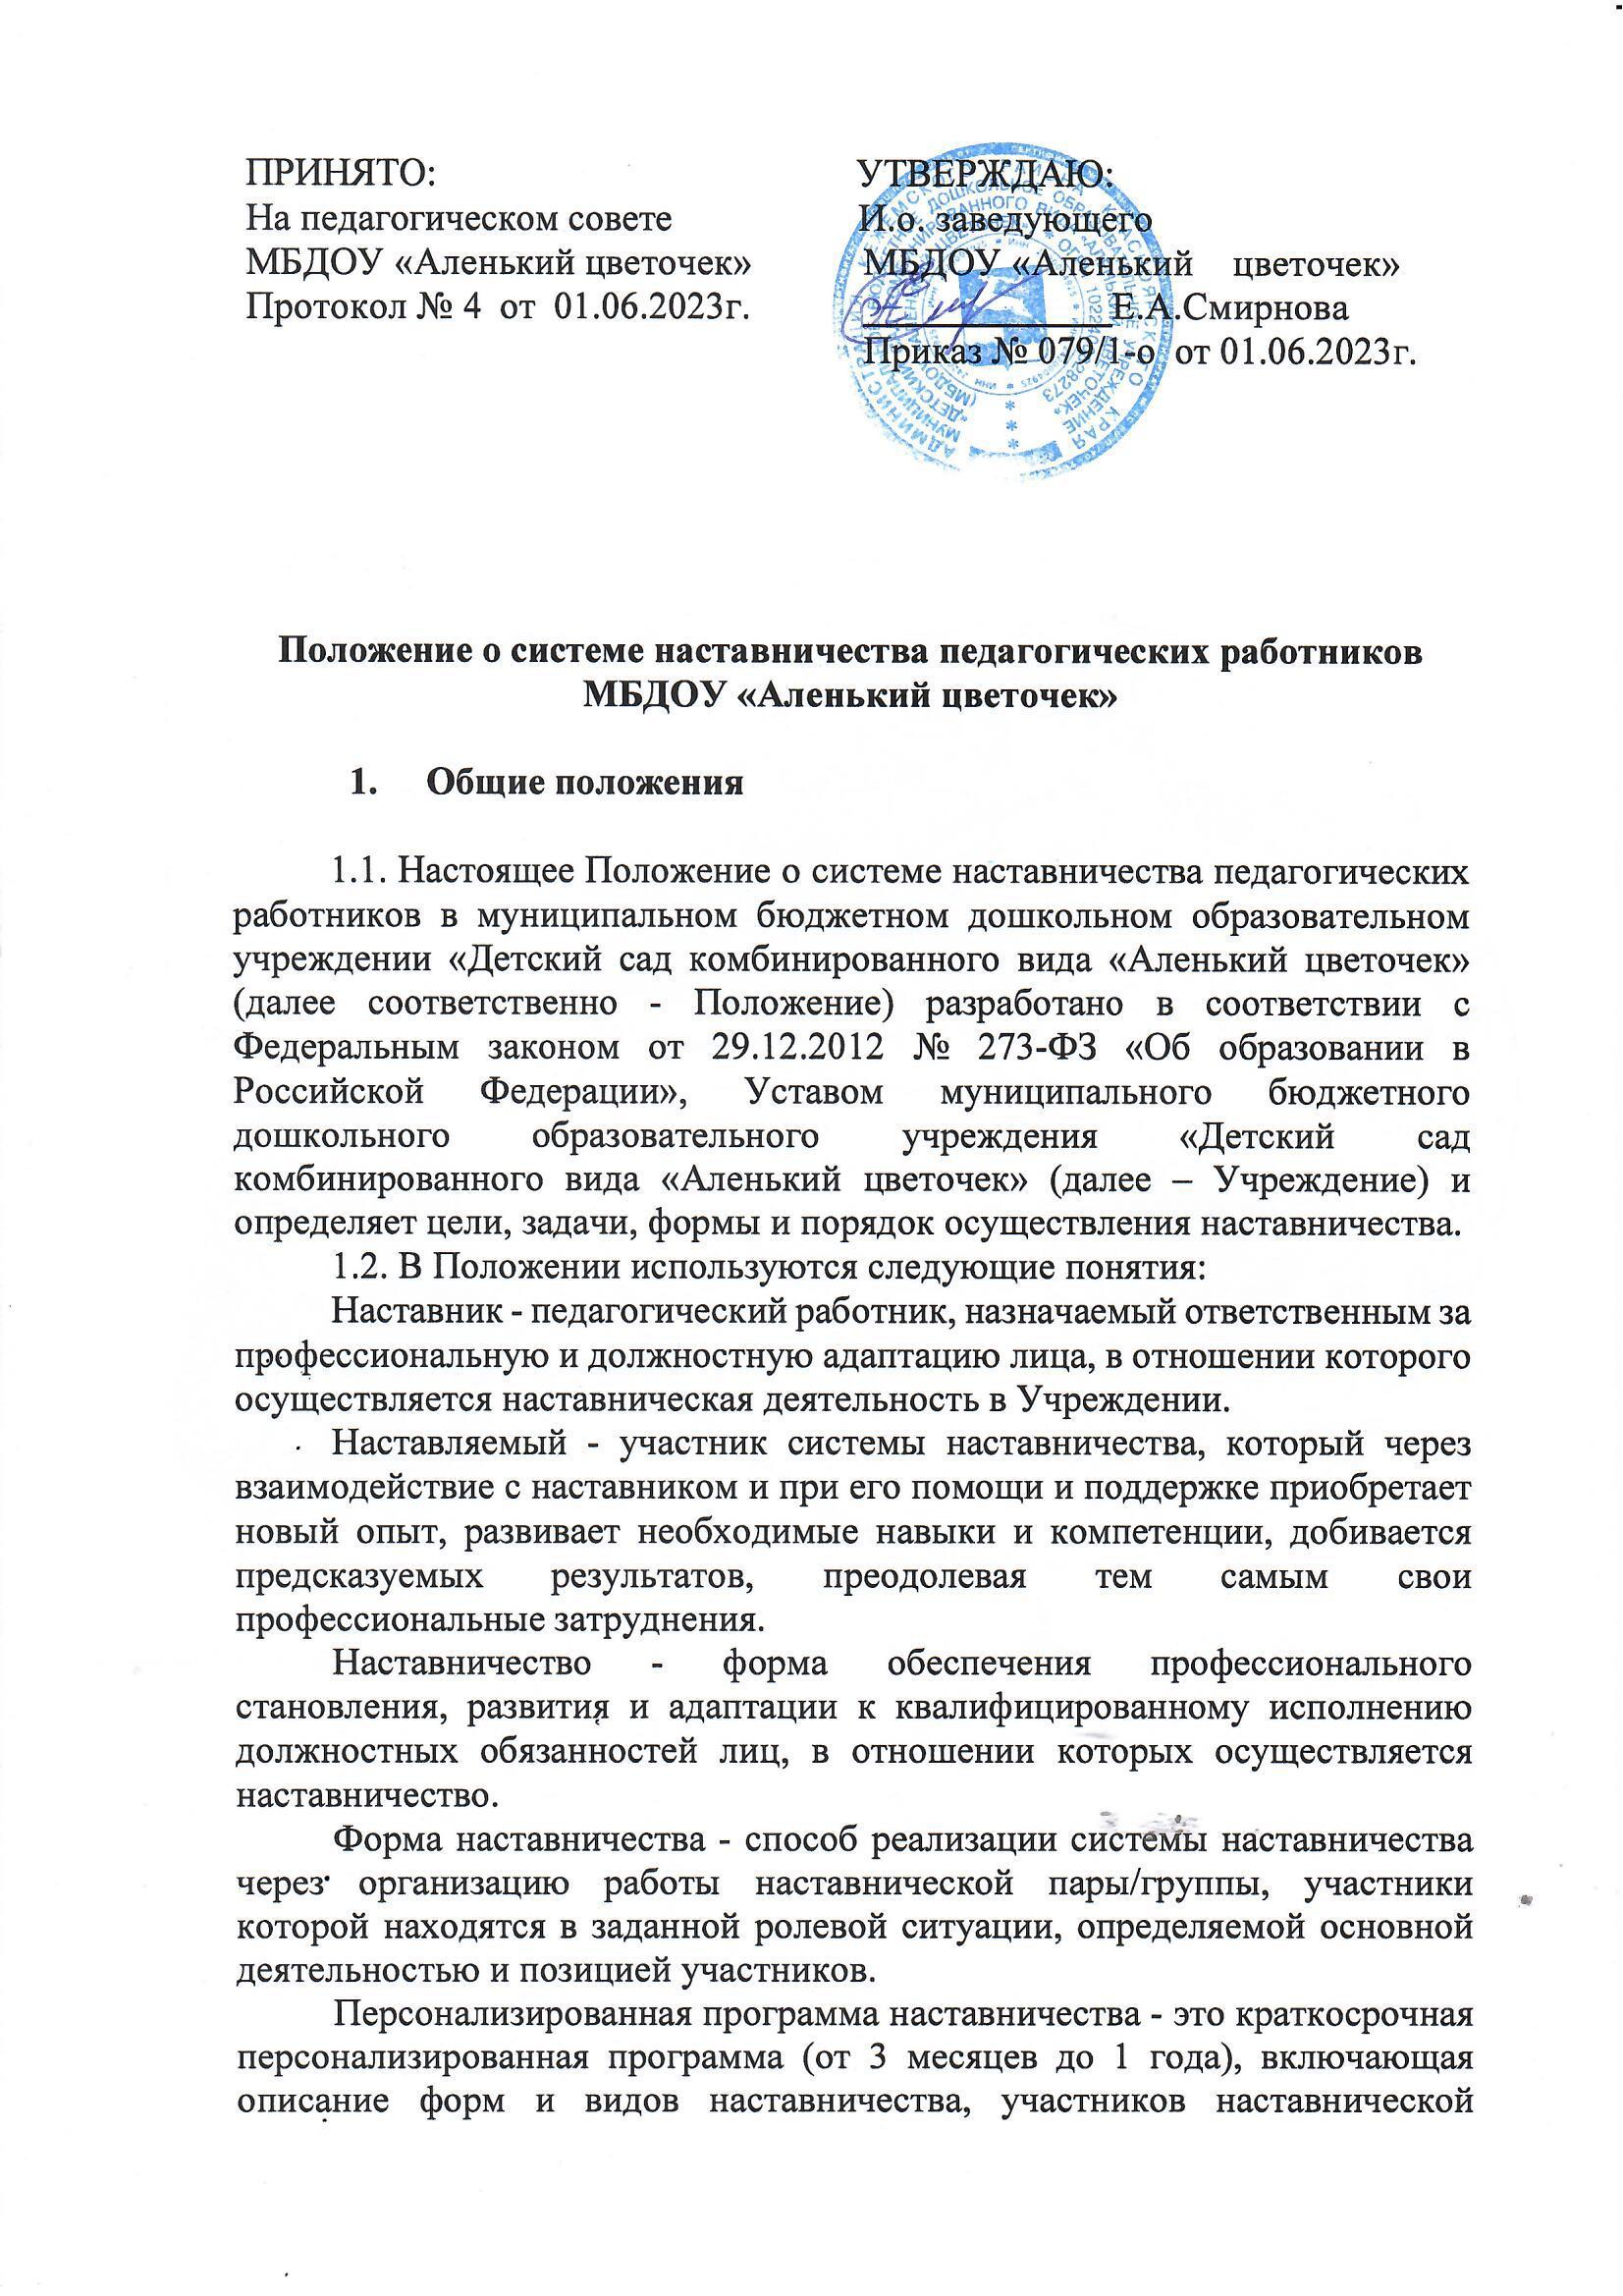 ПРИНЯТО:
На педагогическом совете
МБДОУ «Аленький цветочек»
Протокол № 4 от 01.06.2023г.
УТВЕРЖДАЮ:
И.о. заведующего
МБДОУ «Аленький цветочек»
Е.А.Смирнова
Приказ № 079/1-о от 01.06.2023г.
Положение о системе наставничества педагогических работников
МБДОУ «Аленький цветочек»
1. Общие положения
1.1. Настоящее Положение о системе наставничества педагогических
работников в муниципальном бюджетном дошкольном образовательном
учреждении «Детский сад комбинированного вида «Аленький цветочек»
(далее соответственно - Положение) разработано в соответствии с
Федеральным законом от 29.12.2012 № 273-ФЗ «Об образовании в
Российской Федерации», Уставом муниципального бюджетного
дошкольного образовательного учреждения «Детский сад
комбинированного вида «Аленький цветочек» (далее – Учреждение) и
определяет цели, задачи, формы и порядок осуществления наставничества.
1.2. В Положении используются следующие понятия:
Наставник - педагогический работник, назначаемый ответственным за
профессиональную и должностную адаптацию лица, в отношении которого
осуществляется наставническая деятельность в Учреждении.
Наставляемый - участник системы наставничества, который через
взаимодействие с наставником и при его помощи и поддержке приобретает
новый опыт, развивает необходимые навыки и компетенции, добивается
предсказуемых результатов, преодолевая тем самым свои
профессиональные затруднения.
Наставничество - форма обеспечения профессионального
становления, развития и адаптации к квалифицированному исполнению
должностных обязанностей лиц, в отношении которых осуществляется
наставничество.
Форма наставничества - способ реализации системы наставничества
через организацию работы наставнической пары/группы, участники
которой находятся в заданной ролевой ситуации, определяемой основной
деятельностью и позицией участников.
Персонализированная программа наставничества - это краткосрочная
персонализированная программа (от 3 месяцев до 1 года), включающая
описание форм и видов наставничества, участников наставнической